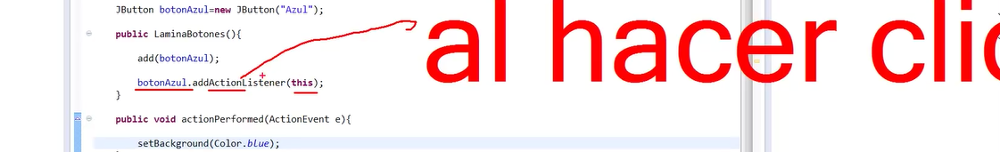 JButton botonAzul=new JButton("Azul");
public LaminaBotones(){
add(botonAzul);
botonAzul.addActionListener(this);
}
public void actionPerformed(ActionEvent e){
setBackground(Color.blue);
al hacer clic